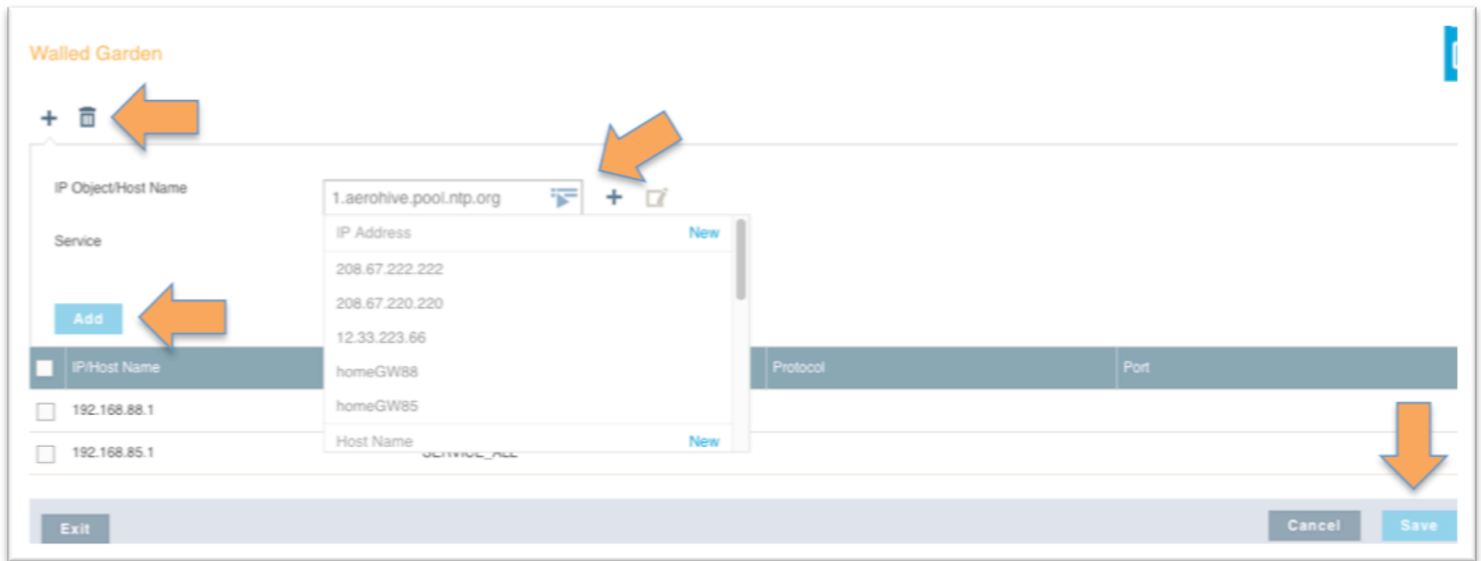 Walled Garden
IP Object/Host Name
1.aerohive.pool.ntp.org
IP Address New
Service
208.67.222.222
208.67.220.220
Add
12.33.223.66
IP/Host Name Protocol Port
homeGW88
192.168.88.1
homeGW85
Host Name New
192.168.85.1 SERVICE_ALL
Exit Cancel Save